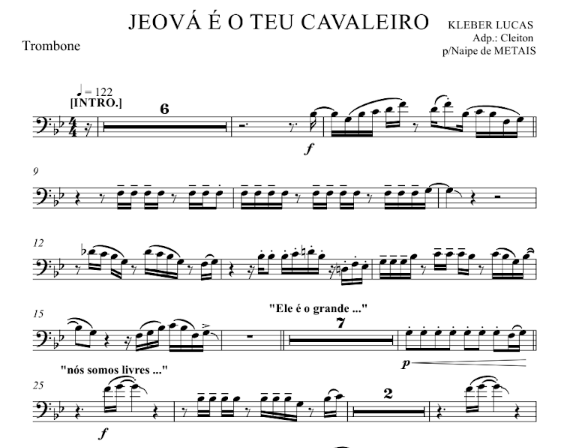 JEOVÁ É O TEU CAVALEIRO
KLEBER LUCAS
Adp.: Cleiton
p/Naipe de METAIS
Trombone
♩ = 122
[INTRO.]
6
f
9
12
15
"Ele é o grande ..."
7
p
"nós somos livres ..."
25
2
f